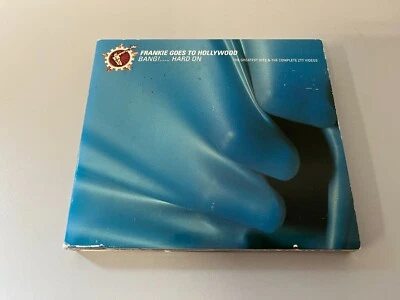 FRANKIE GOES TO HOLLYWOOD
BANG!..... HARD ON
THE GREATEST HITS & THE COMPLETE ZTT VIDEOS